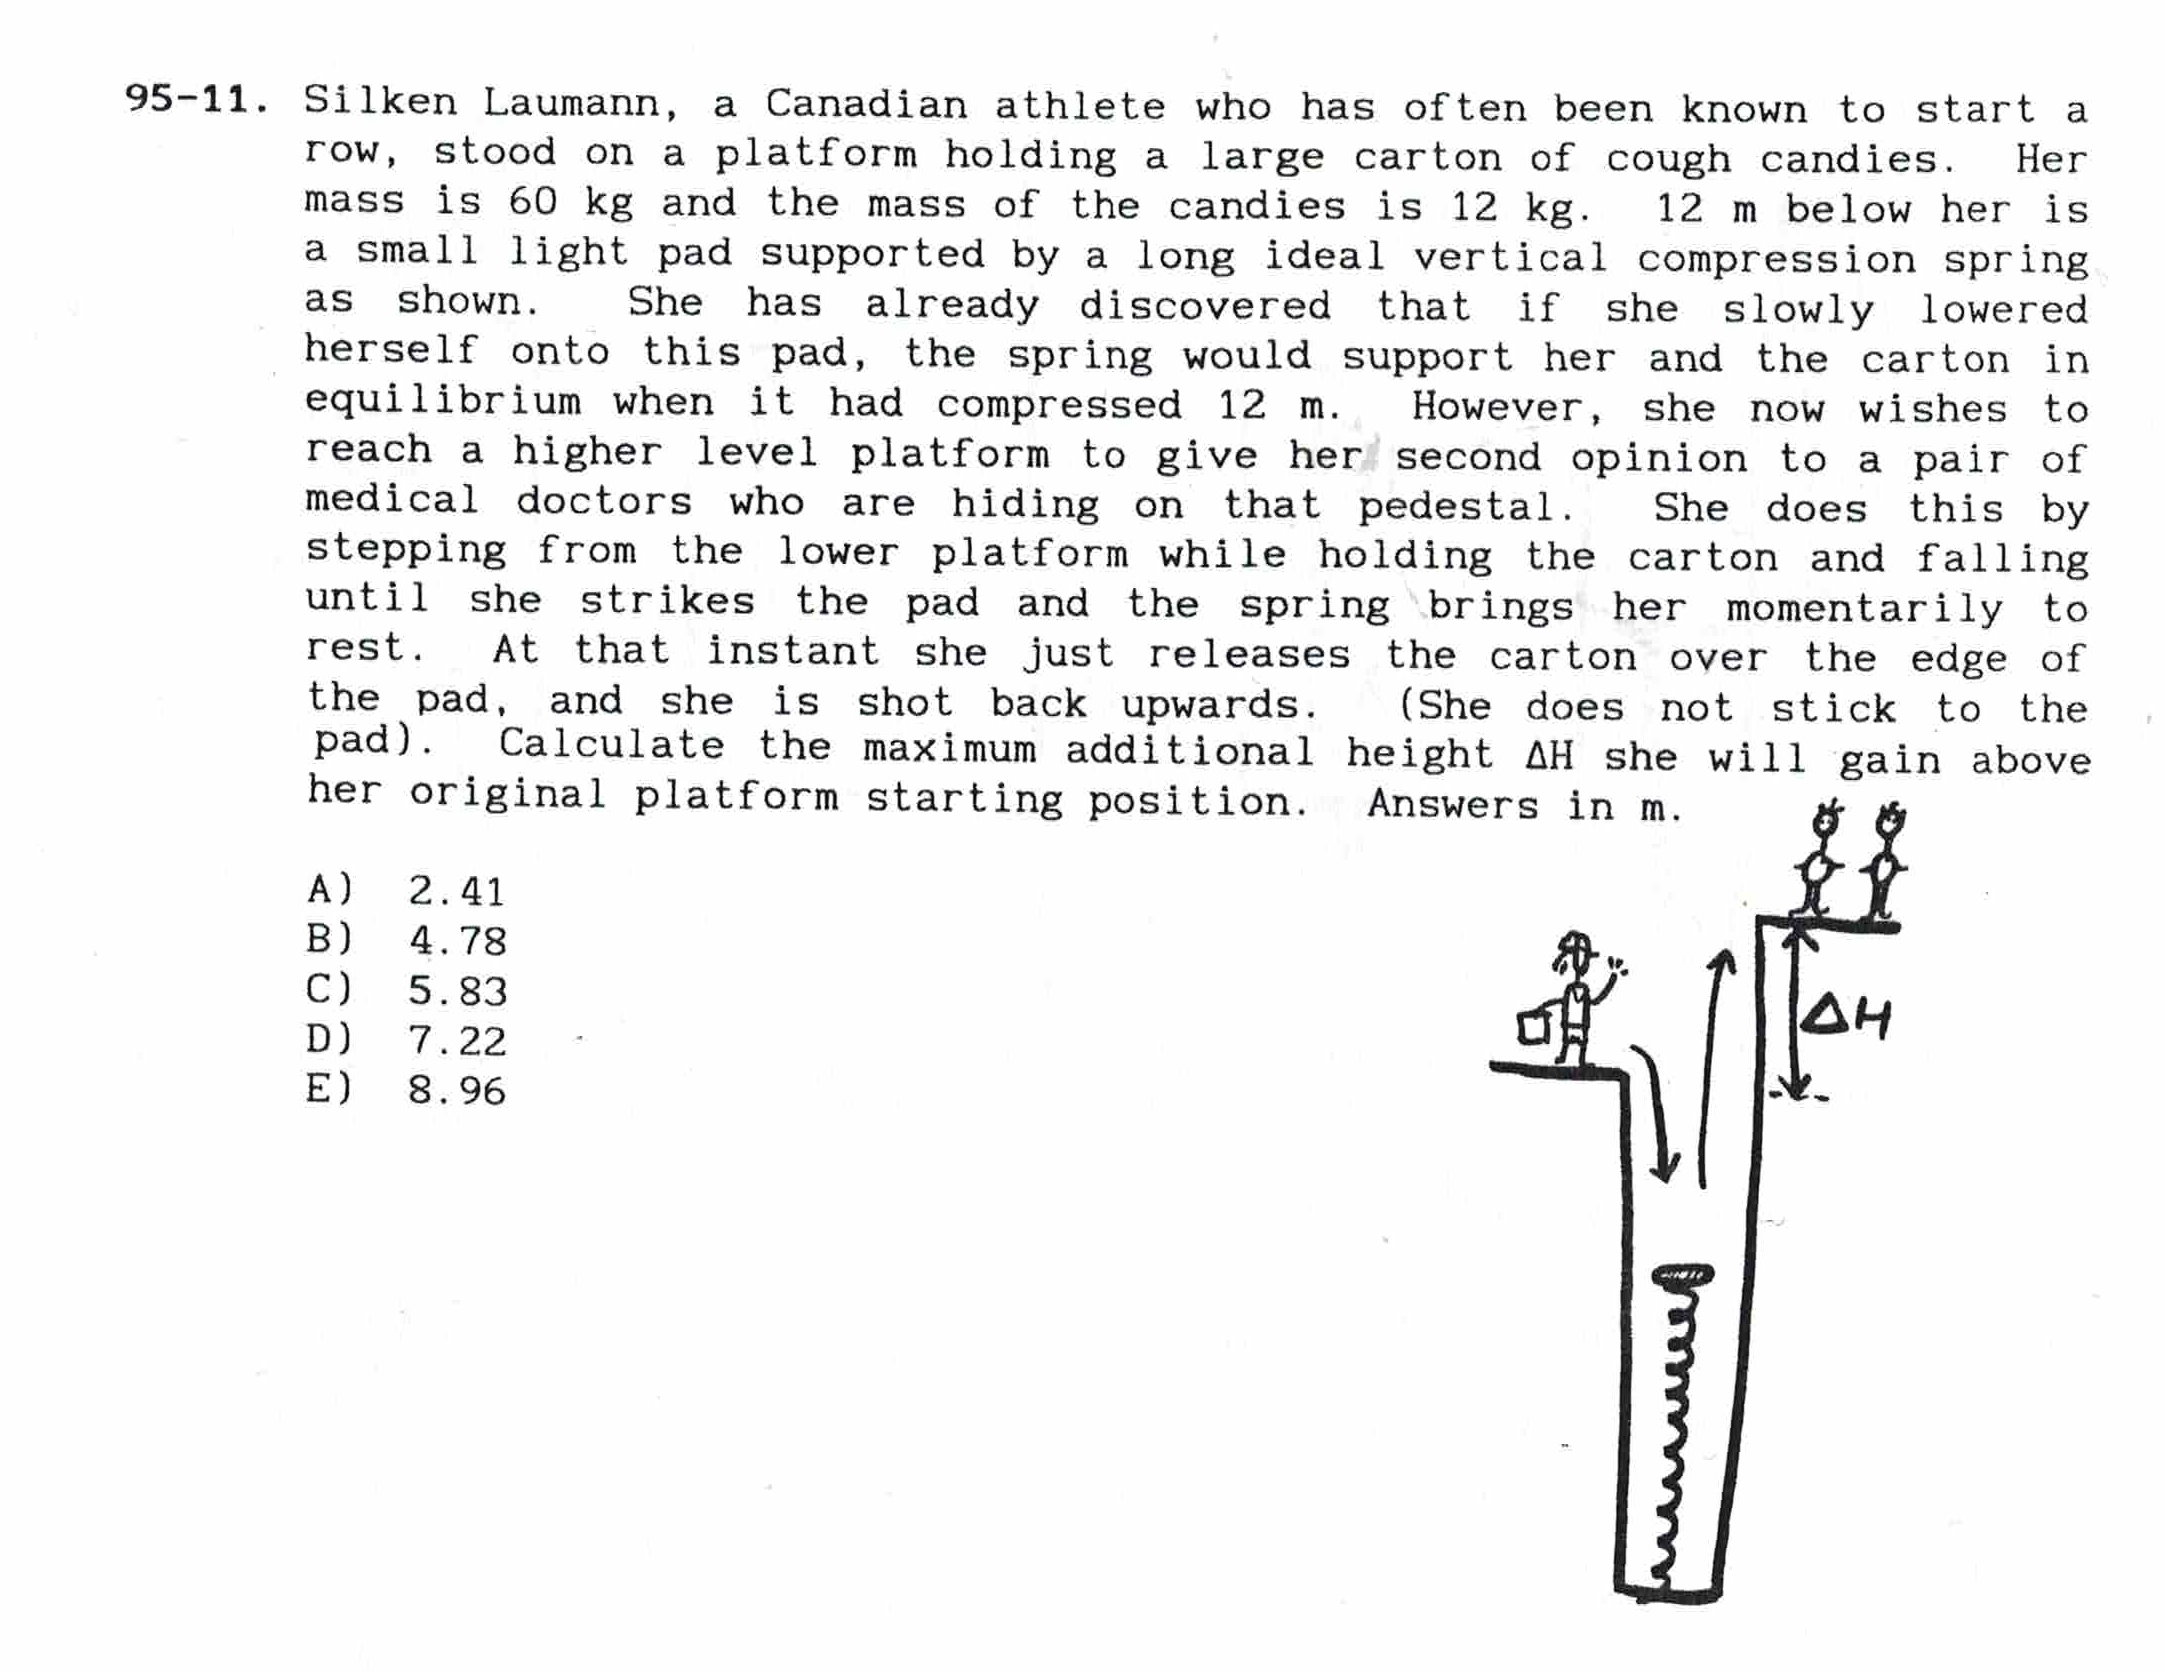 95-11. Silken Laumann, a Canadian athlete who has often been known to start a
row, stood on a platform holding a large carton of cough candies. Her
mass is 60 kg and the mass of the candies is 12 kg. 12 m below her is
a small light pad supported by a long ideal vertical compression spring
as shown. She has already discovered that if she slowly lowered
herself onto this pad, the spring would support her and the carton in
equilibrium when it had compressed 12 m. However, she now wishes to
reach a higher level platform to give her second opinion to a pair of
medical doctors who are hiding on that pedestal. She does this by
stepping from the lower platform while holding the carton and falling
until she strikes the pad and the spring brings her momentarily to
rest. At that instant she just releases the carton over the edge of
the pad, and she is shot back upwards. (She does not stick to the
pad). Calculate the maximum additional height ΔH she will gain above
her original platform starting position. Answers in m.
A) 2.41
B) 4.78
C) 5.83
D) 7.22
E) 8.96
ΔH